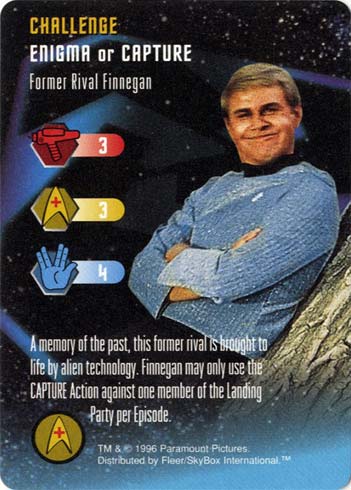 CHALLENGE
ENIGMA or CAPTURE
Former Rival Finnegan
3
3
4
A memory of the past, this former rival is brought to
life by alien technology. Finnegan may only use the
CAPTURE Action against one member of the Landing
Party per Episode.
TM & © 1996 Paramount Pictures.
Distributed by Fleer/SkyBox International.™